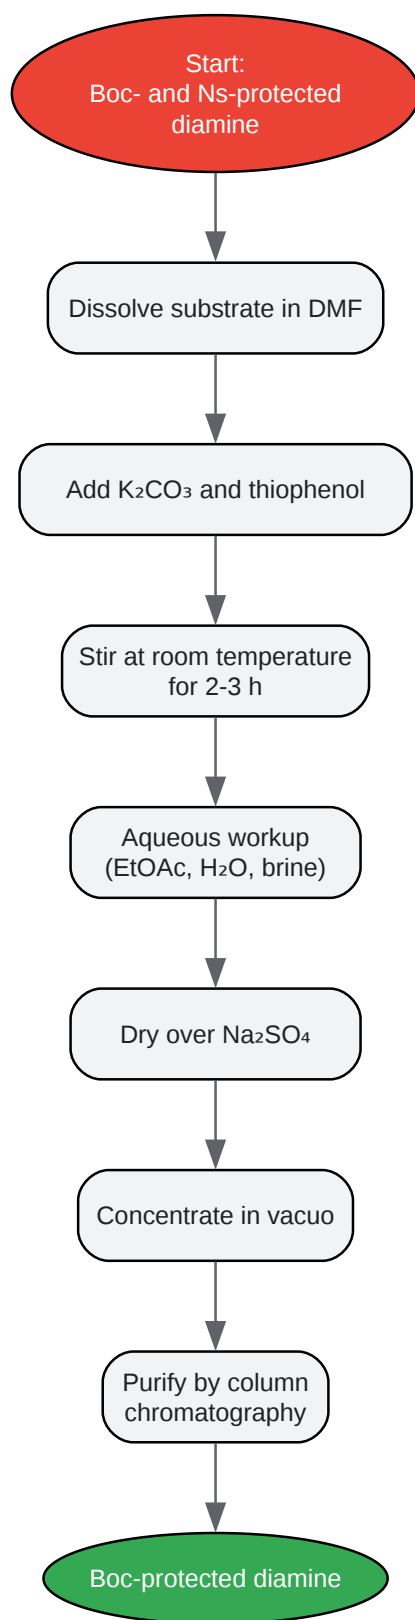 Start:
Boc- and Ns-protected
diamine
Dissolve substrate in DMF
Add K₂CO₃ and thiophenol
Stir at room temperature
for 2-3 h
Aqueous workup
(EtOAc, H₂O, brine)
Dry over Na₂SO₄
Concentrate in vacuo
Purify by column
chromatography
Boc-protected diamine